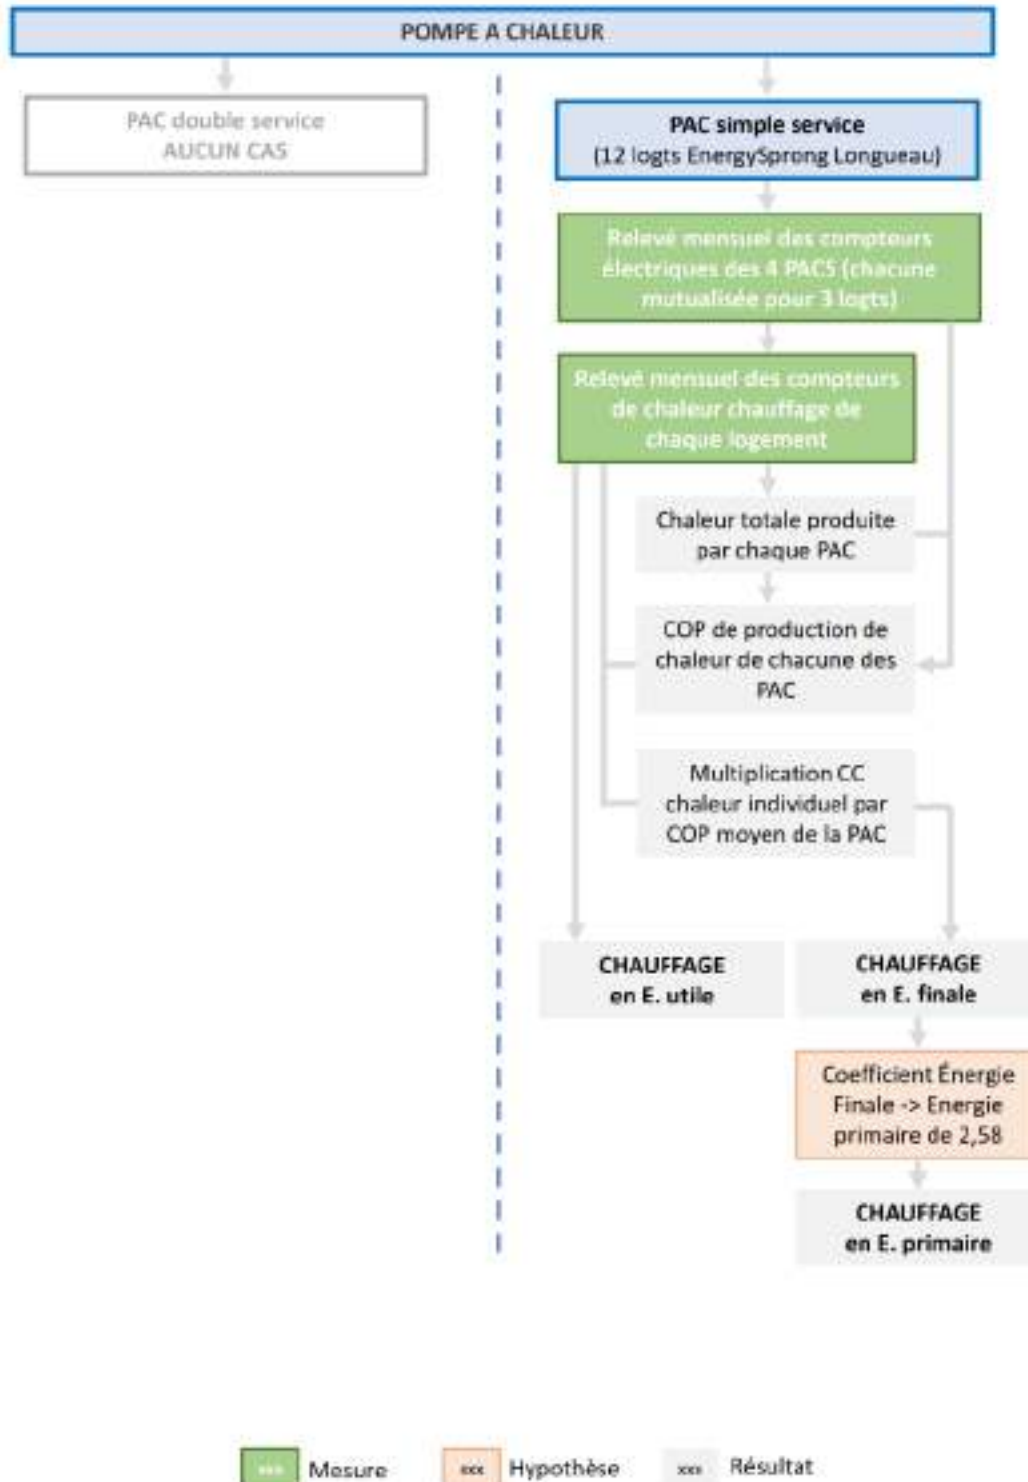 POMPE A CHALEUR
PAC double service
AUCUN CAS
PAC simple service
(12 logts EnergySprong Longueau)
Relevé mensuel des compteurs
électriques des 4 PACS (chacune
mutualisée pour 3 logts)
Relevé mensuel des compteurs
de chaleur chauffage de
chaque logement
Chaleur totale produite
par chaque PAC
COP de production de
chaleur de chacune des
PAC
Multiplication CC
chaleur individuel par
COP moyen de la PAC
CHAUFFAGE
en E. utile
CHAUFFAGE
en E. finale
Coefficient Énergie
Finale -> Energie
primaire de 2,58
CHAUFFAGE
en E. primaire
xxx Mesure
xxx Hypothèse
xxx Résultat